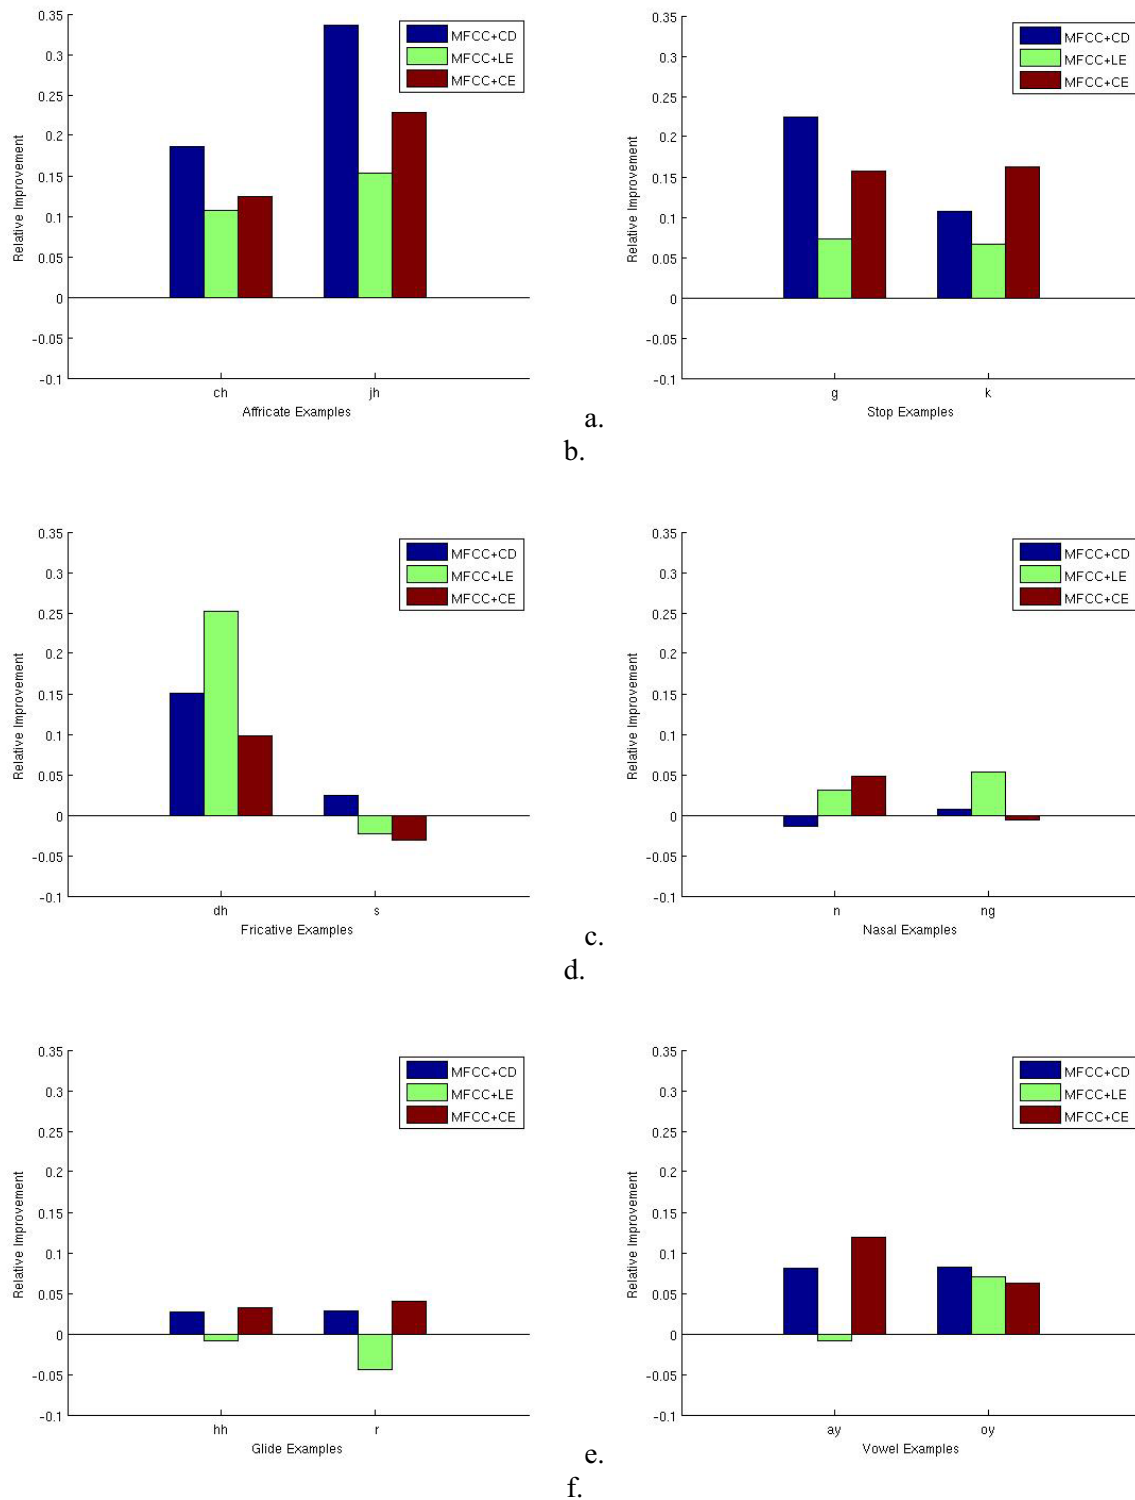 0.35
0.3
0.25
0.2
0.15
0.1
0.05
0
-0.05
-0.1
Relative Improvement
MFCC+CD
MFCC+LE
MFCC+CE
ch jh
Affricate Examples
0.35
0.3
0.25
0.2
0.15
0.1
0.05
0
-0.05
-0.1
Relative Improvement
MFCC+CD
MFCC+LE
MFCC+CE
g k
Stop Examples
a.
b.
0.35
0.3
0.25
0.2
0.15
0.1
0.05
0
-0.05
-0.1
Relative Improvement
MFCC+CD
MFCC+LE
MFCC+CE
dh s
Fricative Examples
0.35
0.3
0.25
0.2
0.15
0.1
0.05
0
-0.05
-0.1
Relative Improvement
MFCC+CD
MFCC+LE
MFCC+CE
n ng
Nasal Examples
c.
d.
0.35
0.3
0.25
0.2
0.15
0.1
0.05
0
-0.05
-0.1
Relative Improvement
MFCC+CD
MFCC+LE
MFCC+CE
hh r
Glide Examples
0.35
0.3
0.25
0.2
0.15
0.1
0.05
0
-0.05
-0.1
Relative Improvement
MFCC+CD
MFCC+LE
MFCC+CE
ay oy
Vowel Examples
e.
f.